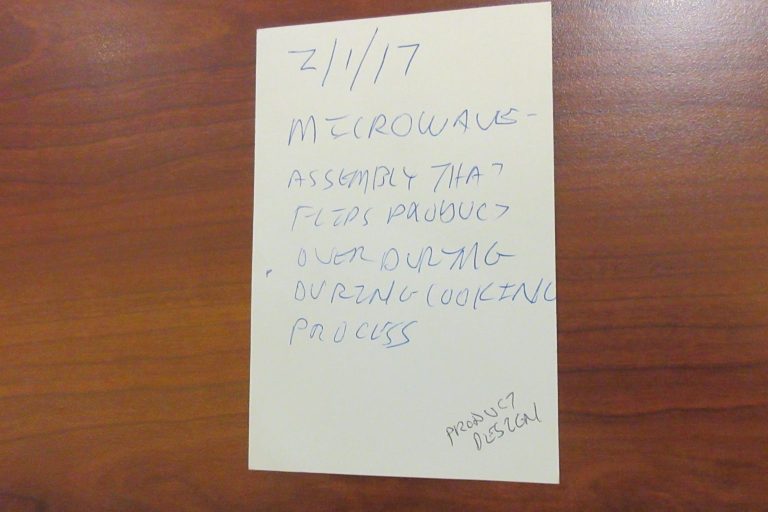 2/1/17
MICROWAVE-
ASSEMBLY THAT
FLIPS PRODUCT
OVER DURING
DURING COOKING
PROCESS
PRODUCT
DESIGN